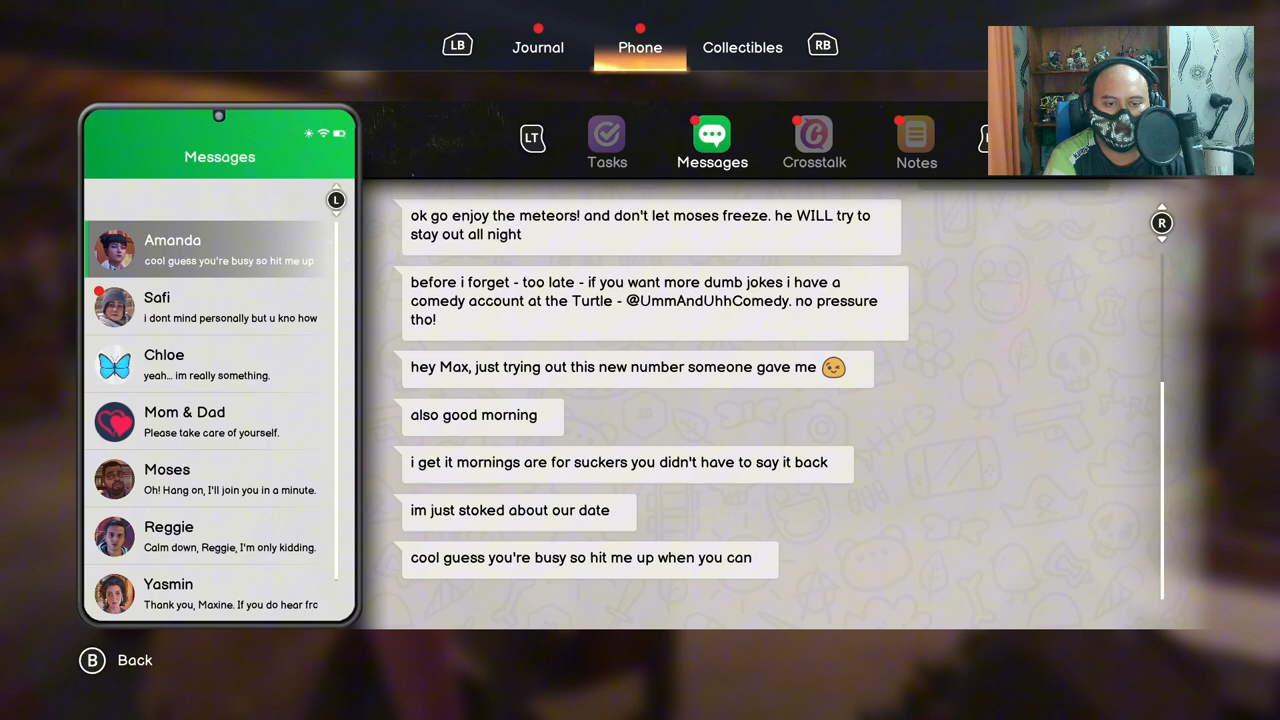 LB
Journal
Phone
Collectibles
RB
LT
Tasks
Messages
Crosstalk
Notes
Messages
L
Amanda
cool guess you're busy so hit me up
Safi
i dont mind personally but u kno how
Chloe
yeah... im really something.
Mom & Dad
Please take care of yourself.
Moses
Oh! Hang on, I'll join you in a minute.
Reggie
Calm down, Reggie, I'm only kidding.
Yasmin
Thank you, Maxine. If you do hear frc
ok go enjoy the meteors! and don't let moses freeze. he WILL try to
stay out all night
before i forget - too late - if you want more dumb jokes i have a
comedy account at the Turtle - @UmmAndUhhComedy. no pressure
tho!
hey Max, just trying out this new number someone gave me
also good morning
i get it mornings are for suckers you didn't have to say it back
im just stoked about our date
cool guess you're busy so hit me up when you can
R
B
Back